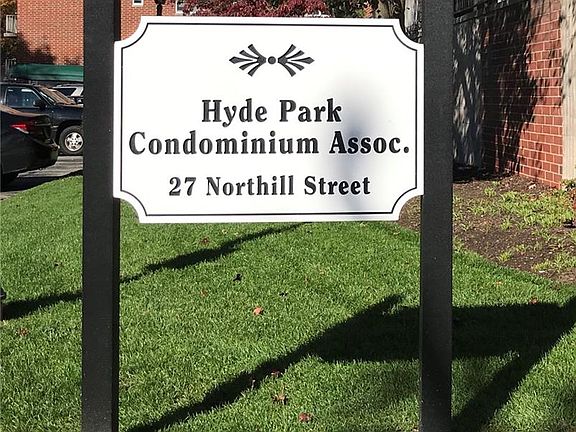 Hyde Park
Condominium Assoc.
27 Northill Street